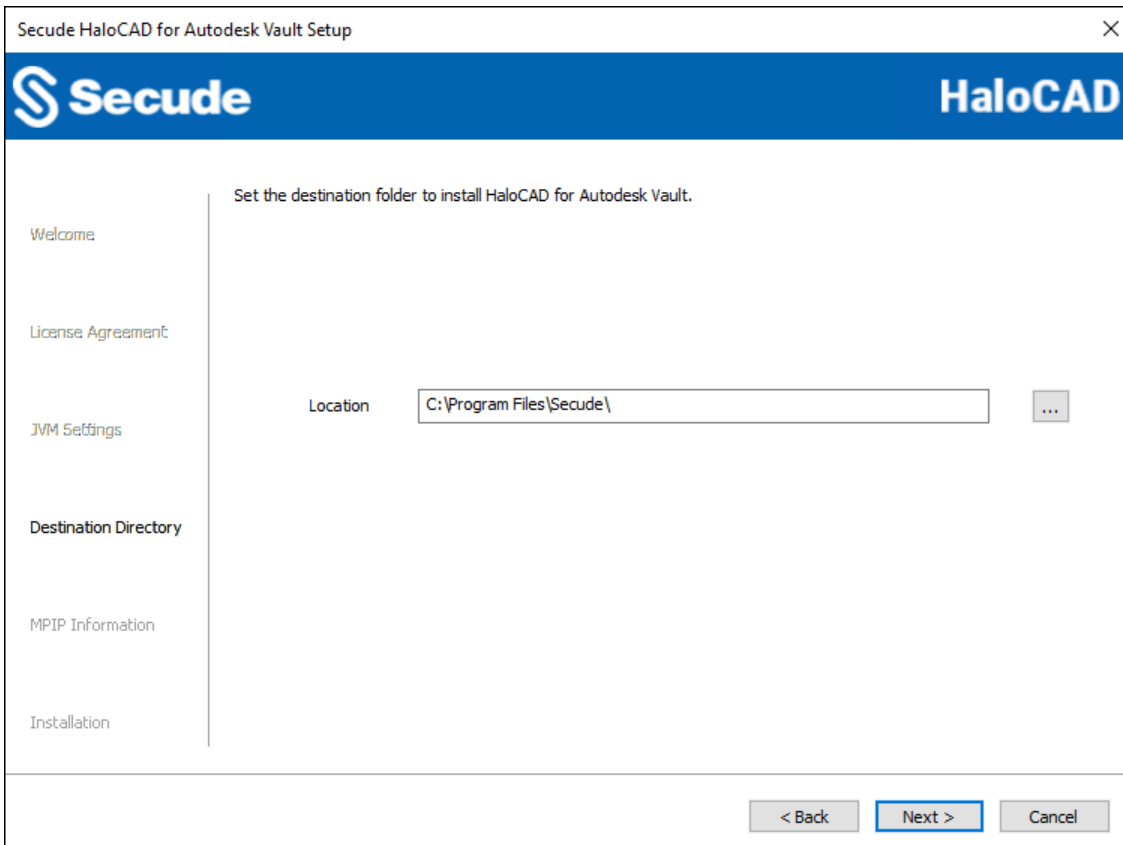 Secude HaloCAD for Autodesk Vault Setup
Secude
HaloCAD
Set the destination folder to install HaloCAD for Autodesk Vault.
Welcome
License Agreement
JVM Settings
Destination Directory
MPIP Information
Installation
Location
C:\Program Files\Secude\
...
< Back
Next >
Cancel